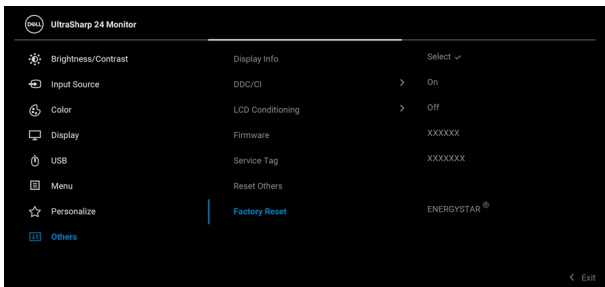 DELL UltraSharp 24 Monitor
Brightness/Contrast Display Info Select ✓
Input Source DDC/CI > On
Color LCD Conditioning > Off
Display Firmware XXXXXX
USB Service Tag XXXXXXX
Menu Reset Others
Personalize Factory Reset ENERGYSTAR ®
Others
< Exit